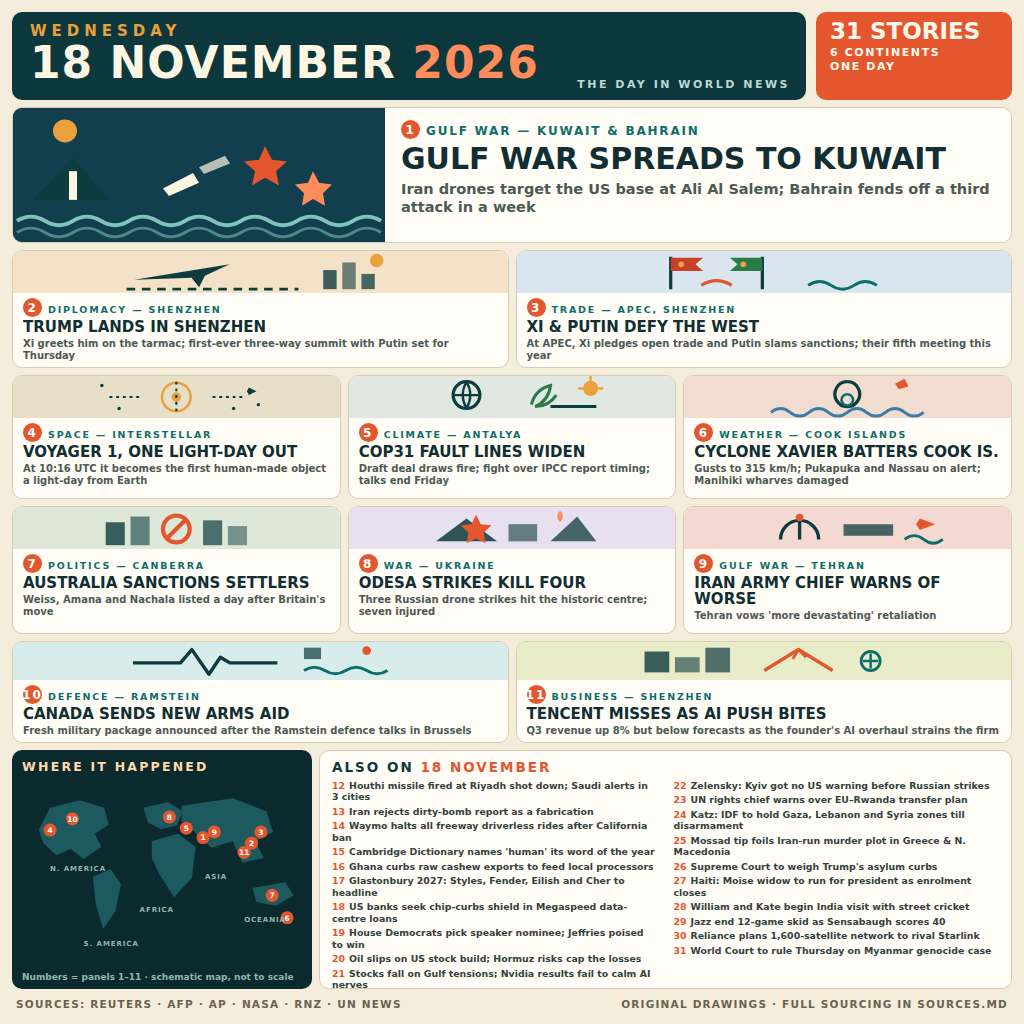 WEDNESDAY
18 NOVEMBER 2026
THE DAY IN WORLD NEWS
31 STORIES
6 CONTINENTS
ONE DAY
1 GULF WAR — KUWAIT & BAHRAIN
GULF WAR SPREADS TO KUWAIT
Iran drones target the US base at Ali Al Salem; Bahrain fends off a third
attack in a week
2 DIPLOMACY — SHENZHEN
TRUMP LANDS IN SHENZHEN
Xi greets him on the tarmac; first-ever three-way summit with Putin set for
Thursday
3 TRADE — APEC, SHENZHEN
XI & PUTIN DEFY THE WEST
At APEC, Xi pledges open trade and Putin slams sanctions; their fifth meeting this
year
4 SPACE — INTERSTELLAR
VOYAGER 1, ONE LIGHT-DAY OUT
At 10:16 UTC it becomes the first human-made object
a light-day from Earth
5 CLIMATE — ANTALYA
COP31 FAULT LINES WIDEN
Draft deal draws fire; fight over IPCC report timing;
talks end Friday
6 WEATHER — COOK ISLANDS
CYCLONE XAVIER BATTERS COOK IS.
Gusts to 315 km/h; Pukapuka and Nassau on alert;
Manihiki wharves damaged
7 POLITICS — CANBERRA
AUSTRALIA SANCTIONS SETTLERS
Weiss, Amana and Nachala listed a day after Britain's
move
8 WAR — UKRAINE
ODESA STRIKES KILL FOUR
Three Russian drone strikes hit the historic centre;
seven injured
9 GULF WAR — TEHRAN
IRAN ARMY CHIEF WARNS OF
WORSE
Tehran vows 'more devastating' retaliation
10 DEFENCE — RAMSTEIN
CANADA SENDS NEW ARMS AID
Fresh military package announced after the Ramstein defence talks in Brussels
11 BUSINESS — SHENZHEN
TENCENT MISSES AS AI PUSH BITES
Q3 revenue up 8% but below forecasts as the founder's AI overhaul strains the firm
WHERE IT HAPPENED
4
10
8
5
1
9
3
2
11
7
6
N. AMERICA
ASIA
AFRICA
OCEANIA
S. AMERICA
Numbers = panels 1–11 · schematic map, not to scale
ALSO ON 18 NOVEMBER
12 Houthi missile fired at Riyadh shot down; Saudi alerts in
3 cities
13 Iran rejects dirty-bomb report as a fabrication
14 Waymo halts all freeway driverless rides after California
ban
15 Cambridge Dictionary names 'human' its word of the year
16 Ghana curbs raw cashew exports to feed local processors
17 Glastonbury 2027: Styles, Fender, Eilish and Cher to
headline
18 US banks seek chip-curbs shield in Megaspeed data-
centre loans
19 House Democrats pick speaker nominee; Jeffries poised
to win
20 Oil slips on US stock build; Hormuz risks cap the losses
21 Stocks fall on Gulf tensions; Nvidia results fail to calm AI
nerves
22 Zelensky: Kyiv got no US warning before Russian strikes
23 UN rights chief warns over EU–Rwanda transfer plan
24 Katz: IDF to hold Gaza, Lebanon and Syria zones till
disarmament
25 Mossad tip foils Iran-run murder plot in Greece & N.
Macedonia
26 Supreme Court to weigh Trump's asylum curbs
27 Haiti: Moïse widow to run for president as enrolment
closes
28 William and Kate begin India visit with street cricket
29 Jazz end 12-game skid as Sensabaugh scores 40
30 Reliance plans 1,600-satellite network to rival Starlink
31 World Court to rule Thursday on Myanmar genocide case
SOURCES: REUTERS · AFP · AP · NASA · RNZ · UN NEWS
ORIGINAL DRAWINGS · FULL SOURCING IN SOURCES.MD